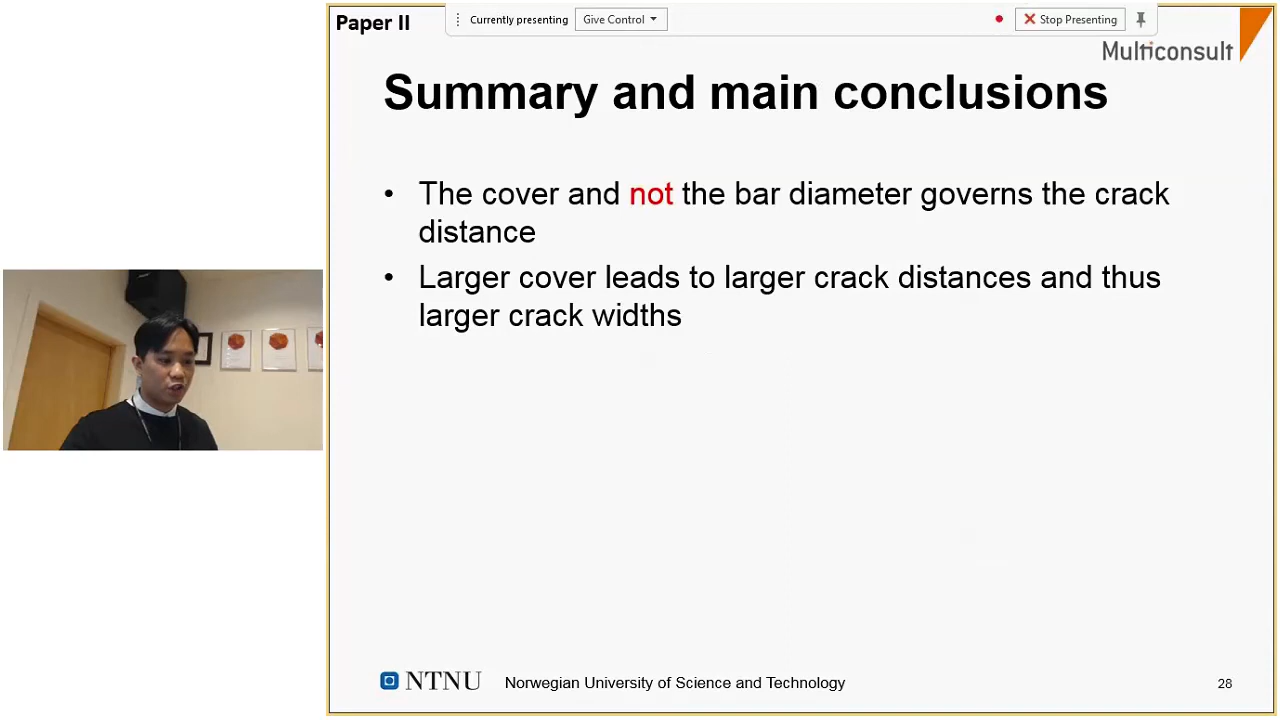 Paper II
Currently presenting
Give Control
Stop Presenting
Multiconsult
Summary and main conclusions
• The cover and not the bar diameter governs the crack
distance
• Larger cover leads to larger crack distances and thus
larger crack widths
NTNU
Norwegian University of Science and Technology
28